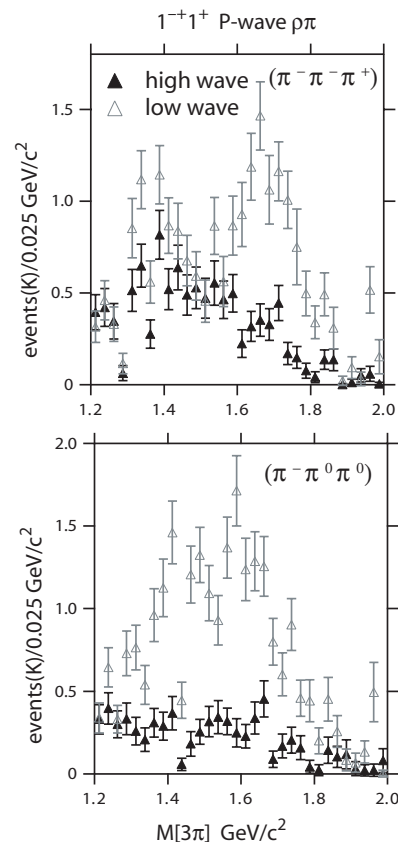 1⁻⁺1⁺ P-wave ρπ
(π⁻π⁻π⁺)
▲ high wave
△ low wave
events(K)/0.025 GeV/c²
1.5
1.0
0.5
0
1.2 1.4 1.6 1.8 2.0
(π⁻π⁰π⁰)
events(K)/0.025 GeV/c²
2.0
1.5
1.0
0.5
0
1.2 1.4 1.6 1.8 2.0
M[3π] GeV/c²